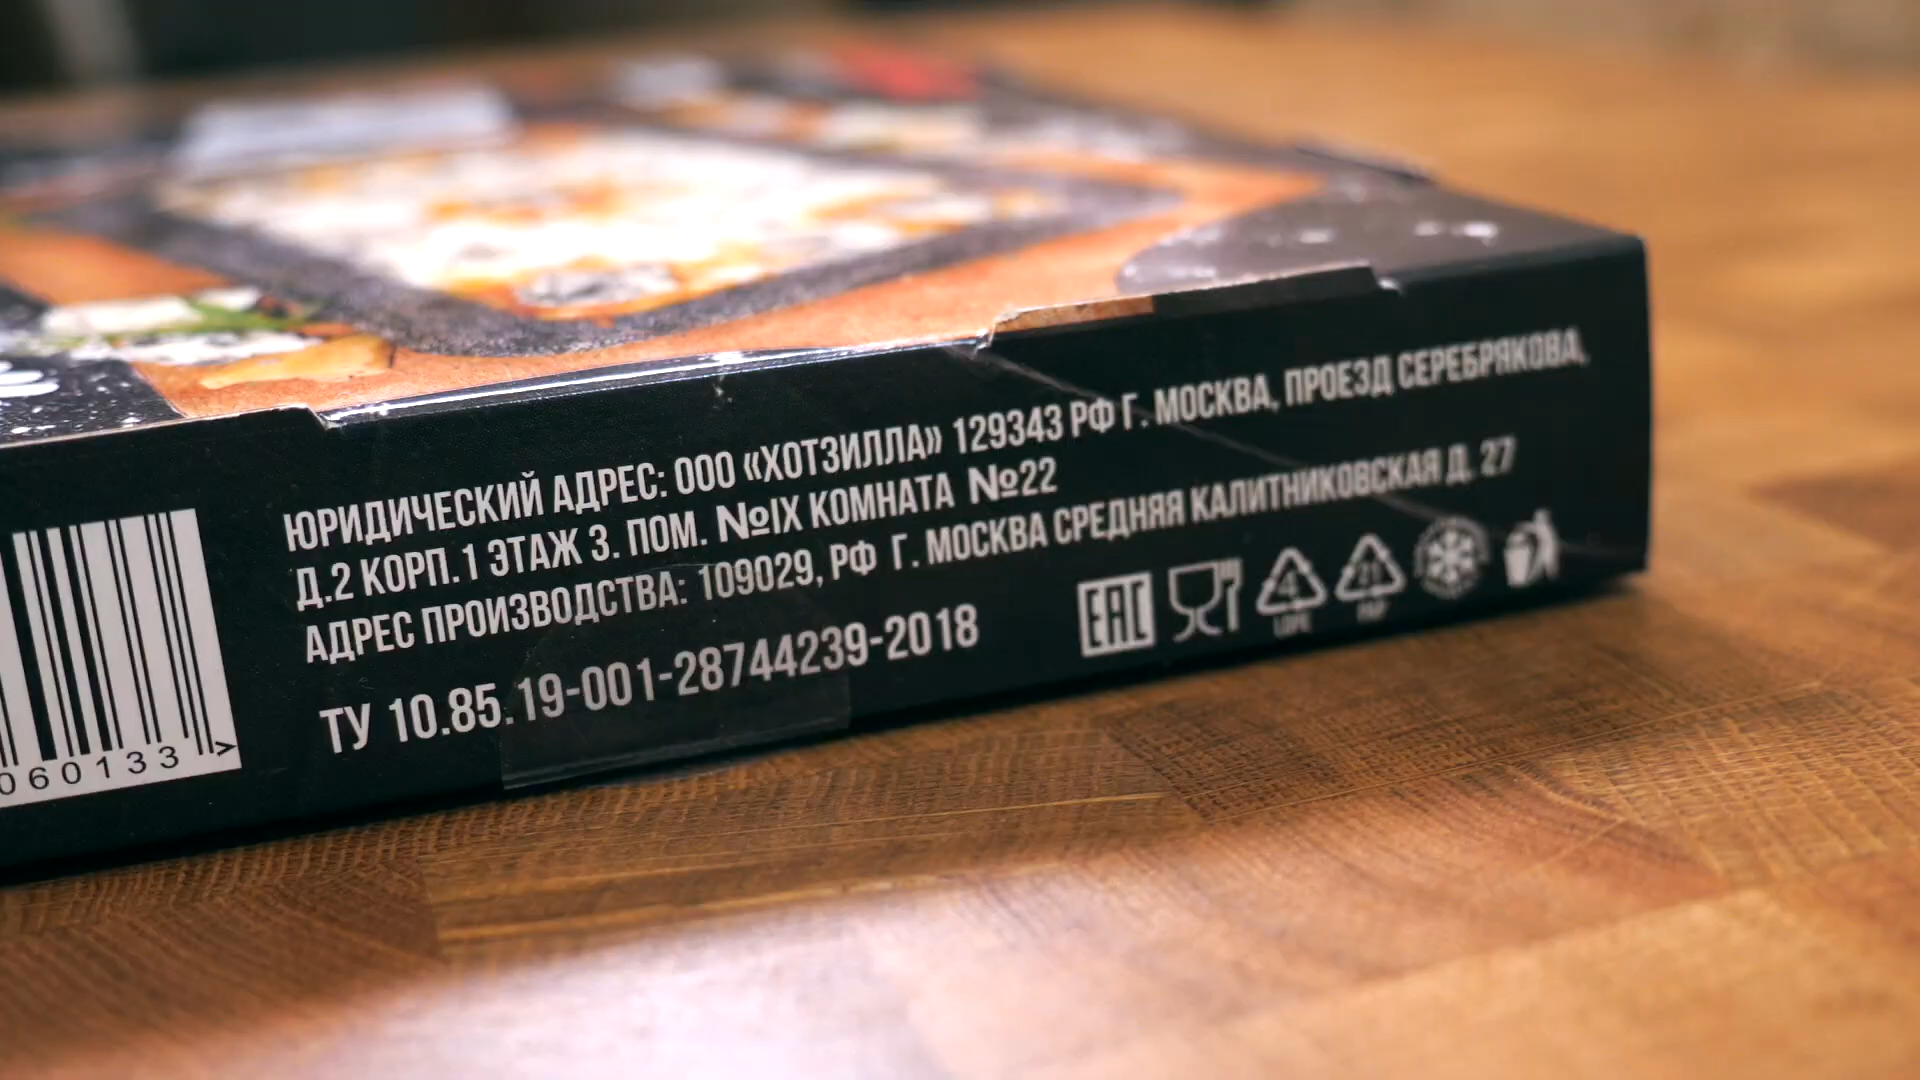 ЮРИДИЧЕСКИЙ АДРЕС: ООО «ХОТЗИЛЛА» 129343 РФ Г. МОСКВА, ПРОЕЗД СЕРЕБРЯКОВА,
Д.2 КОРП.1 ЭТАЖ 3. ПОМ. №IX КОМНАТА №22
АДРЕС ПРОИЗВОДСТВА: 109029, РФ Г. МОСКВА СРЕДНЯЯ КАЛИТНИКОВСКАЯ Д. 27
ТУ 10.85.19-001-28744239-2018
EAC
4
21
LDPE
PAP
060133 >